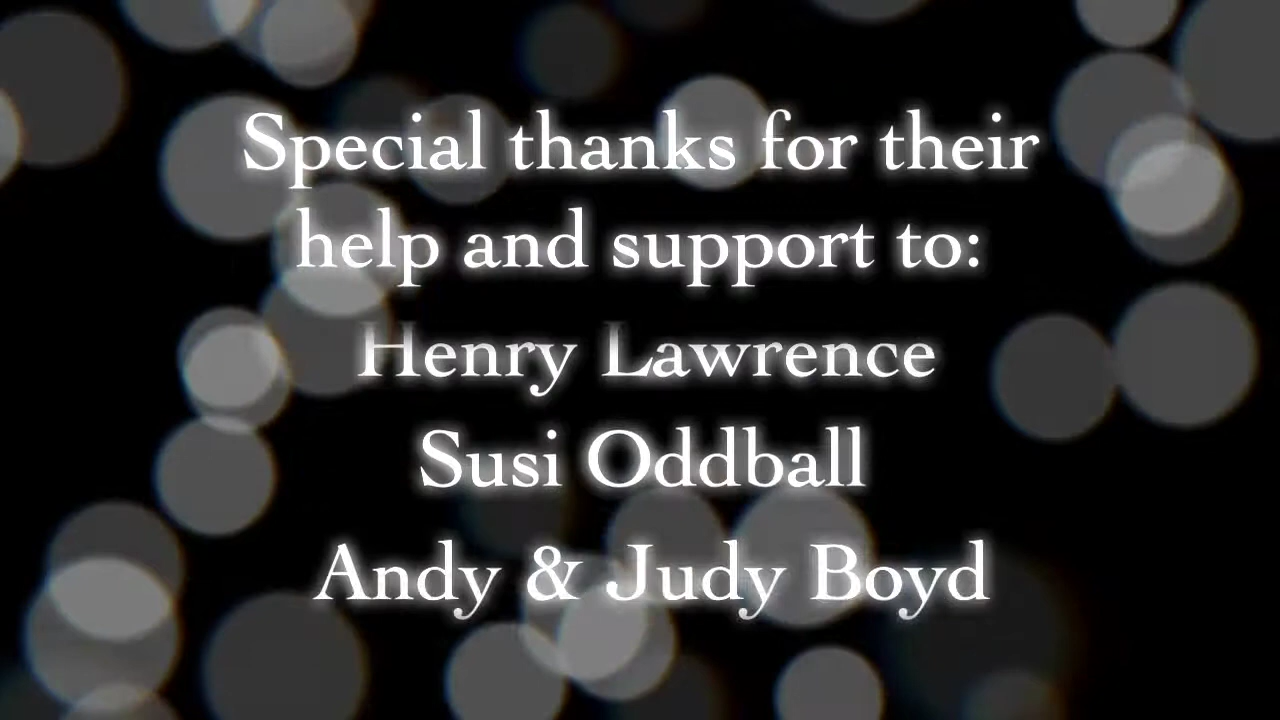 Special thanks for their
help and support to:
Henry Lawrence
Susi Oddball
Andy & Judy Boyd